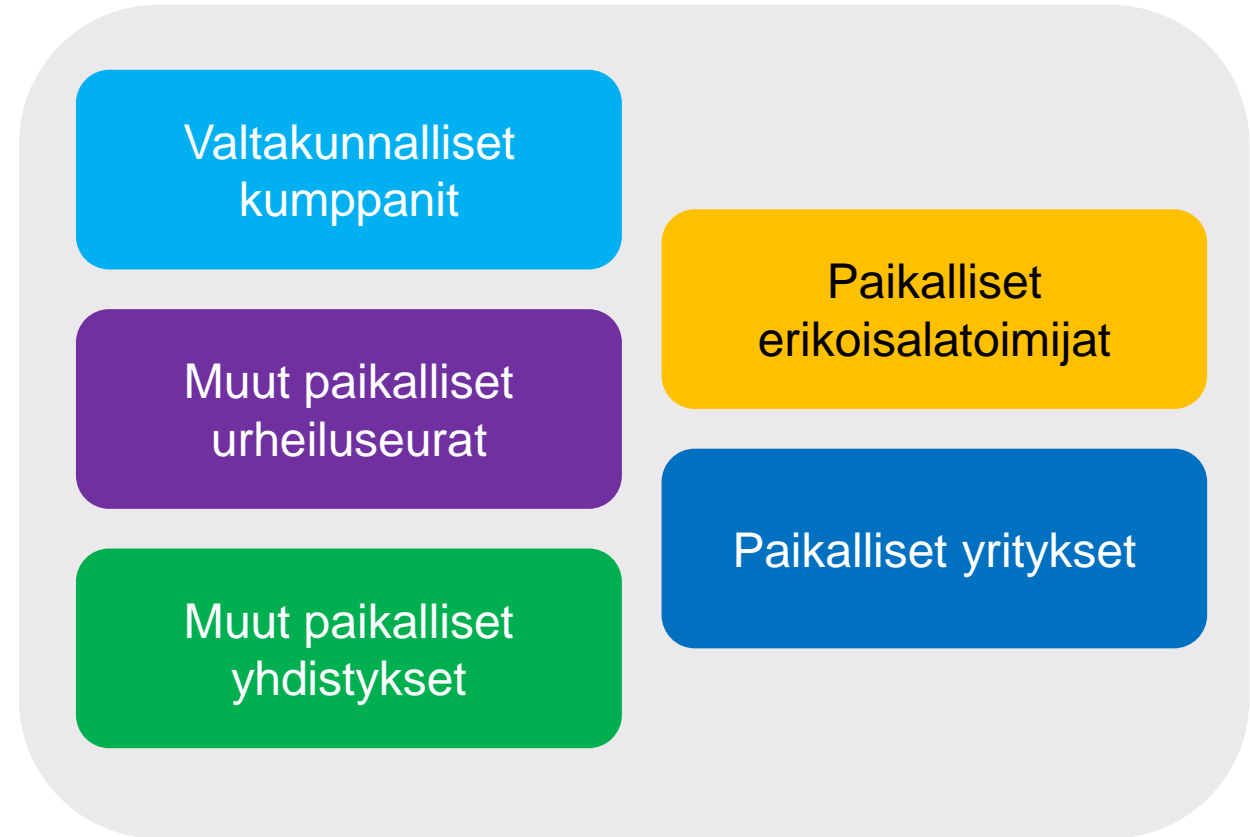 Valtakunnalliset
kumppanit
Muut paikalliset
urheiluseurat
Muut paikalliset
yhdistykset
Paikalliset
erikoisalatoimijat
Paikalliset yritykset